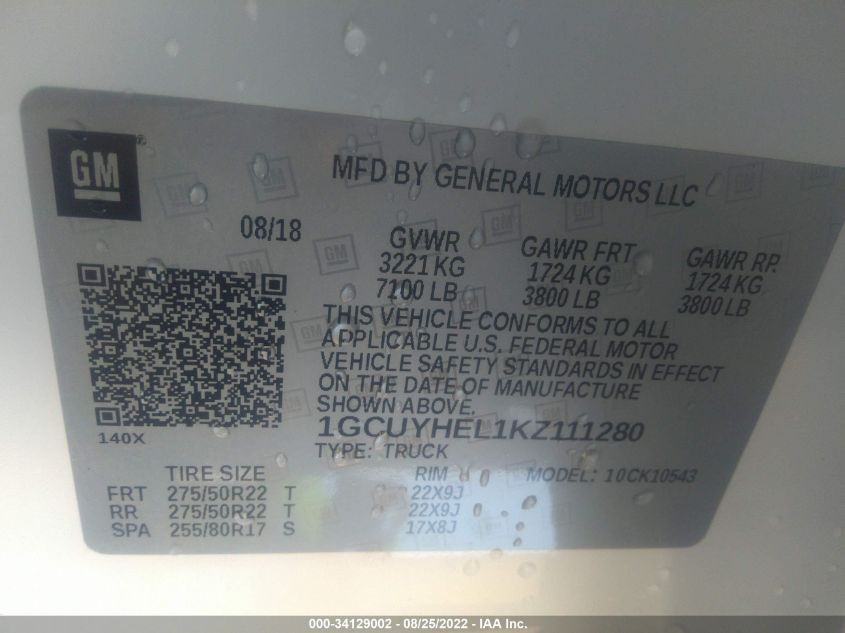 GM
MFD BY GENERAL MOTORS LLC
08/18
GVWR GAWR FRT GAWR RR
3221 KG 1724 KG 1724 KG
7100 LB 3800 LB 3800 LB
THIS VEHICLE CONFORMS TO ALL
APPLICABLE U.S. FEDERAL MOTOR
VEHICLE SAFETY STANDARDS IN EFFECT
ON THE DATE OF MANUFACTURE
SHOWN ABOVE.
140X
1GCUYHEL1KZ111280
TYPE: TRUCK
TIRE SIZE RIM MODEL: 10CK10543
FRT 275/50R22 T 22X9J
RR 275/50R22 T 22X9J
SPA 255/80R17 S 17X8J
000-34129002 - 08/25/2022 - IAA Inc.